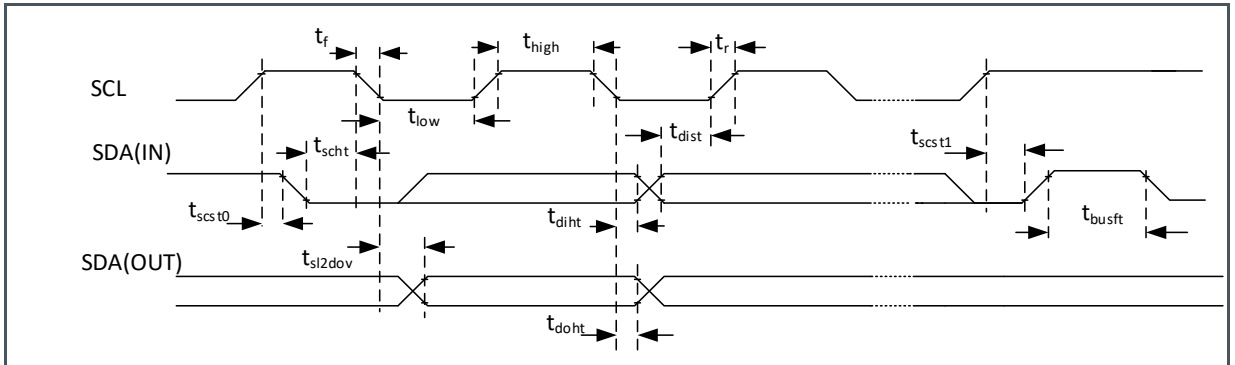 tf
thigh
tr
SCL
tlow
tscht
tdist
tscst1
SDA(IN)
tscst0
tdiht
tbusft
tsl2dov
SDA(OUT)
tdoht